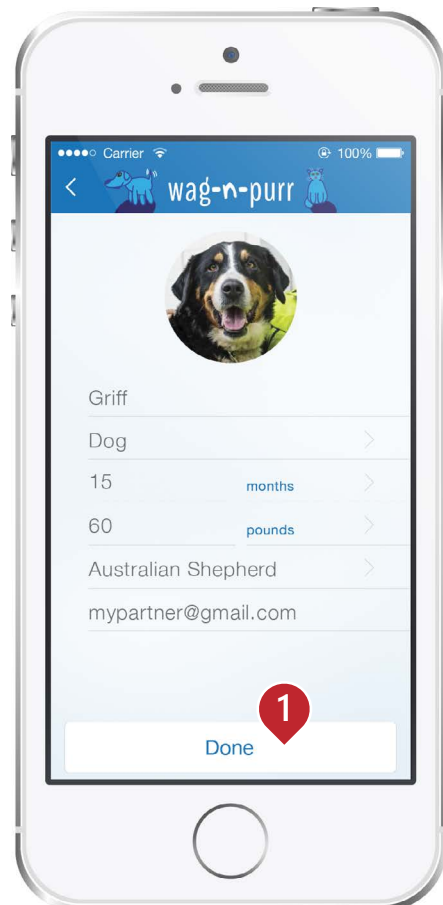 Carrier 100%
wag-n-purr
Griff
Dog
15 months
60 pounds
Australian Shepherd
mypartner@gmail.com
1
Done